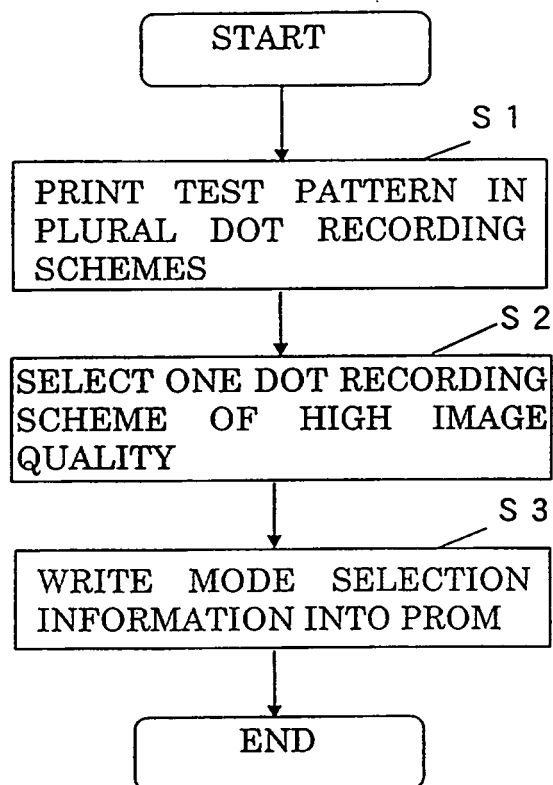 START
S 1
PRINT TEST PATTERN IN
PLURAL DOT RECORDING
SCHEMES
S 2
SELECT ONE DOT RECORDING
SCHEME OF HIGH IMAGE
QUALITY
S 3
WRITE MODE SELECTION
INFORMATION INTO PROM
END